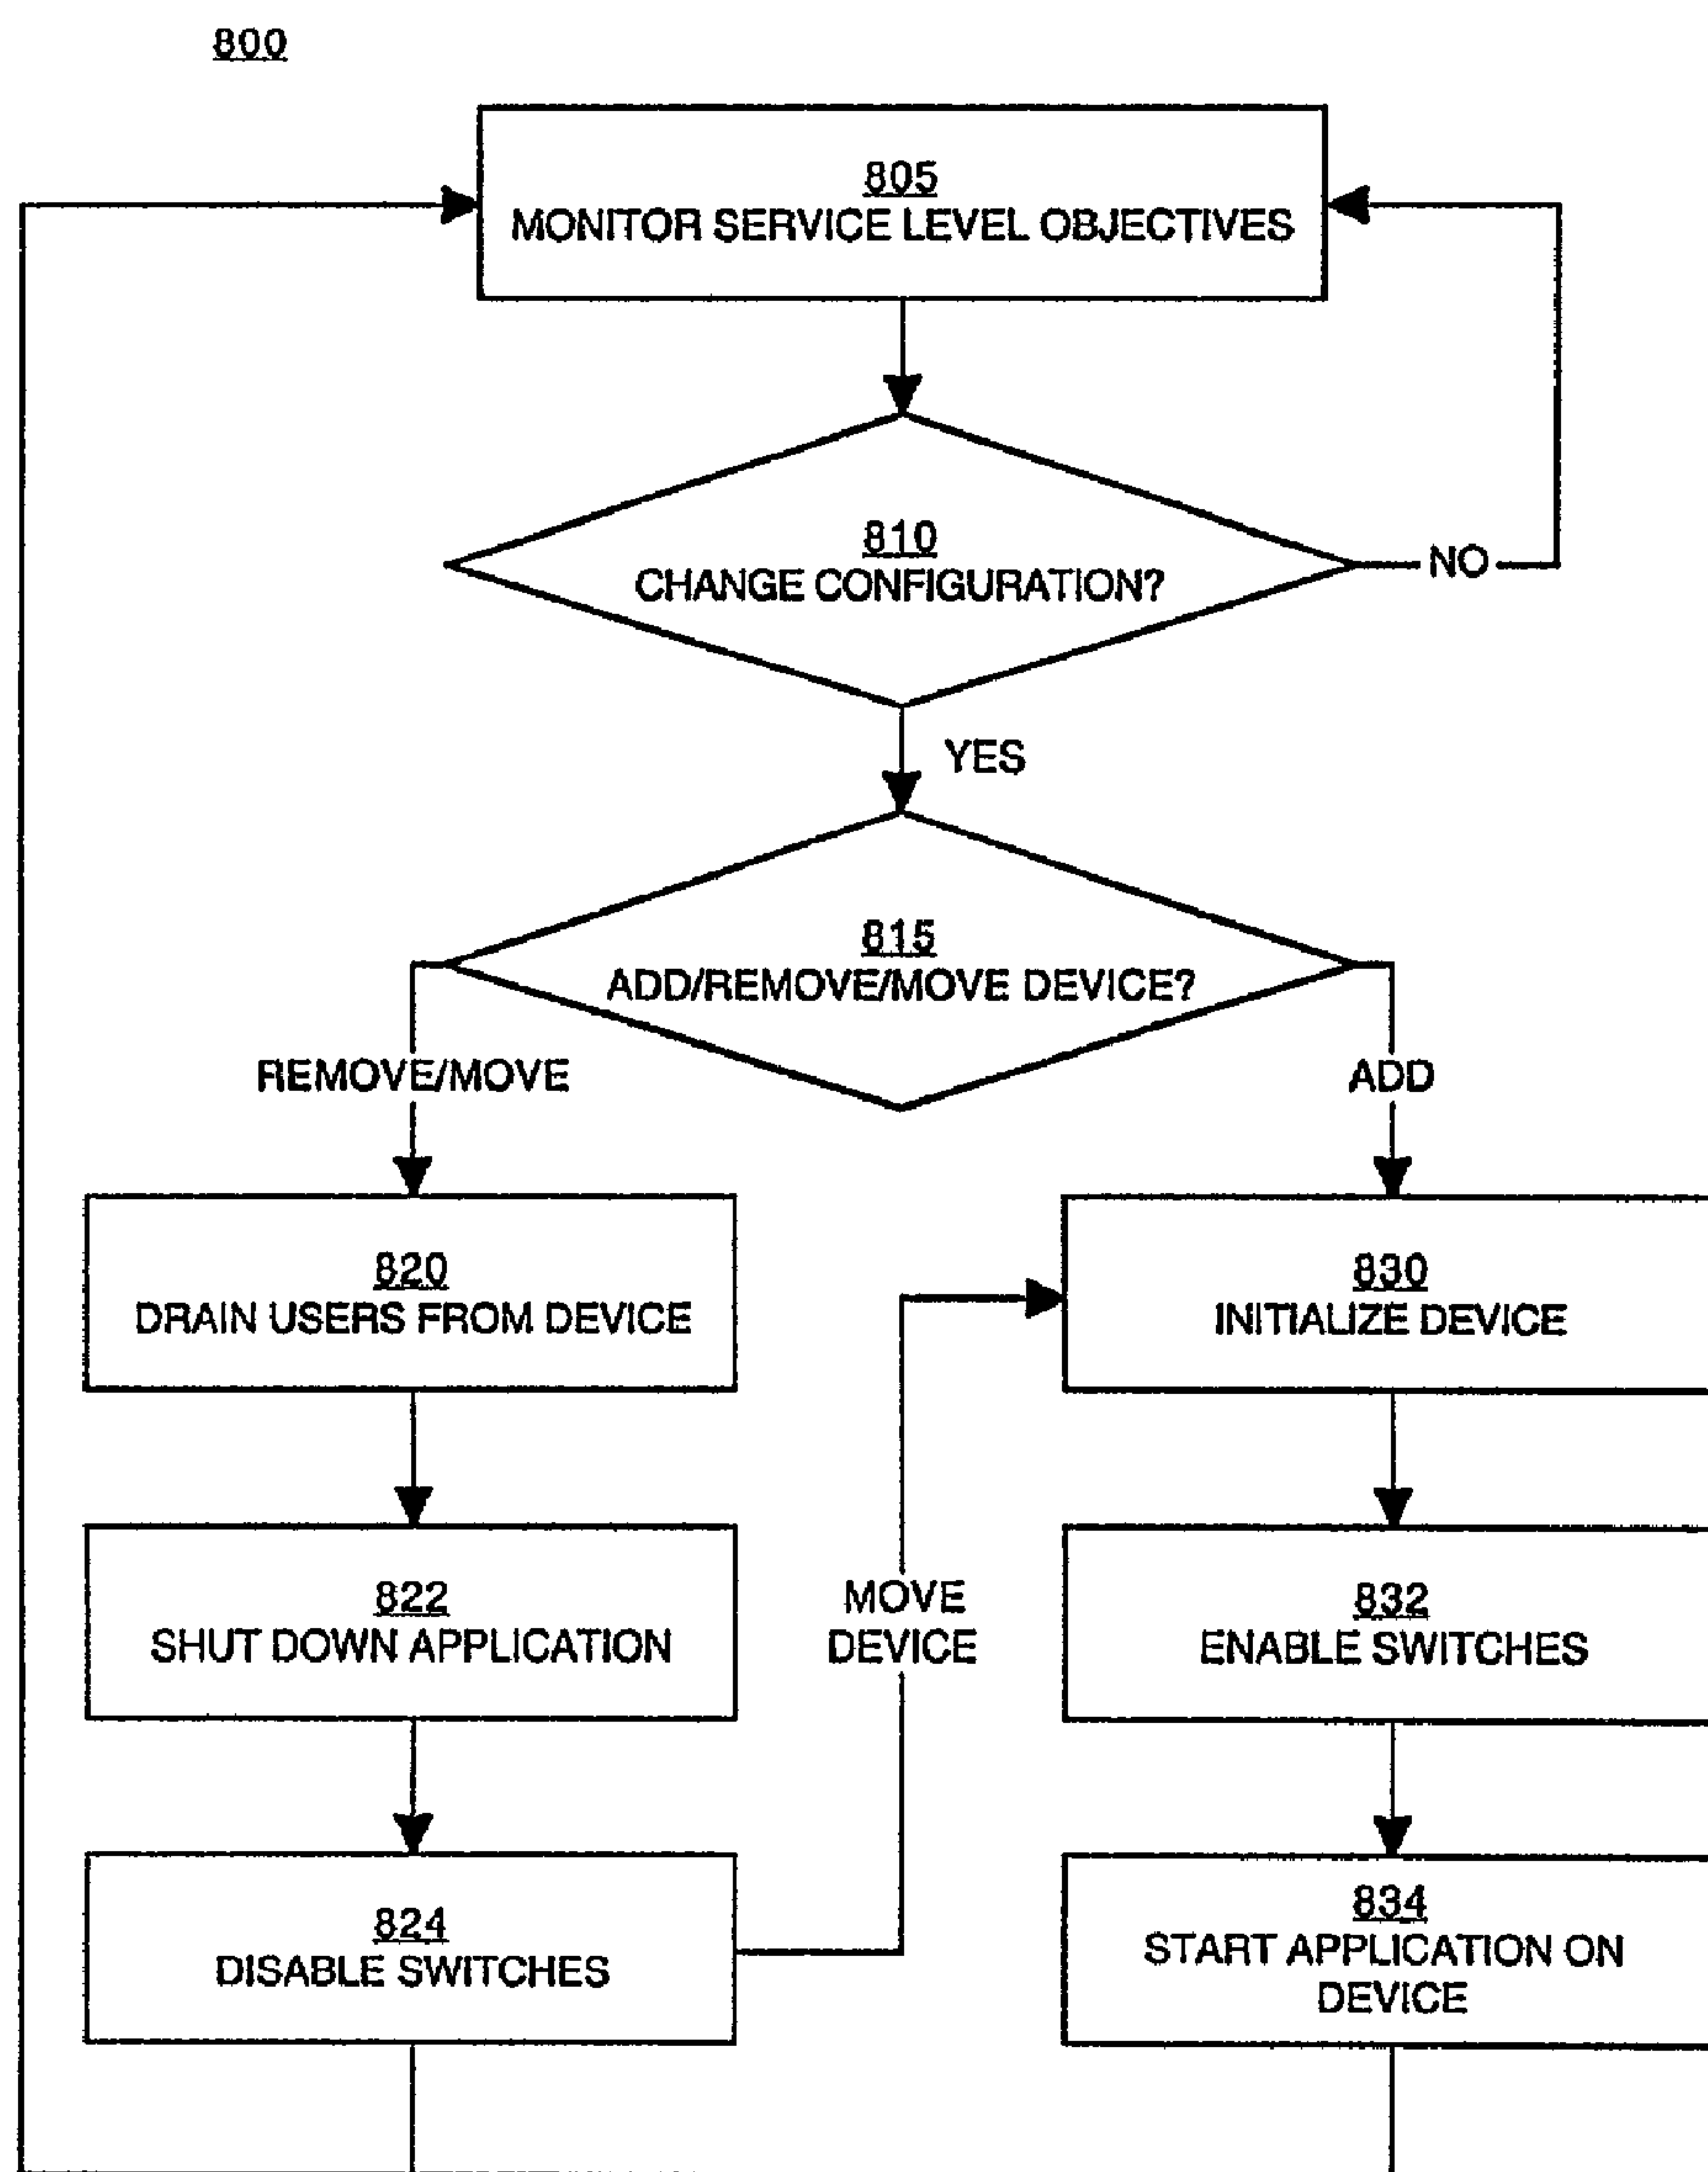 800
805
MONITOR SERVICE LEVEL OBJECTIVES
810
CHANGE CONFIGURATION?
NO
YES
815
ADD/REMOVE/MOVE DEVICE?
REMOVE/MOVE
ADD
820
DRAIN USERS FROM DEVICE
830
INITIALIZE DEVICE
822
SHUT DOWN APPLICATION
MOVE
DEVICE
832
ENABLE SWITCHES
824
DISABLE SWITCHES
834
START APPLICATION ON
DEVICE